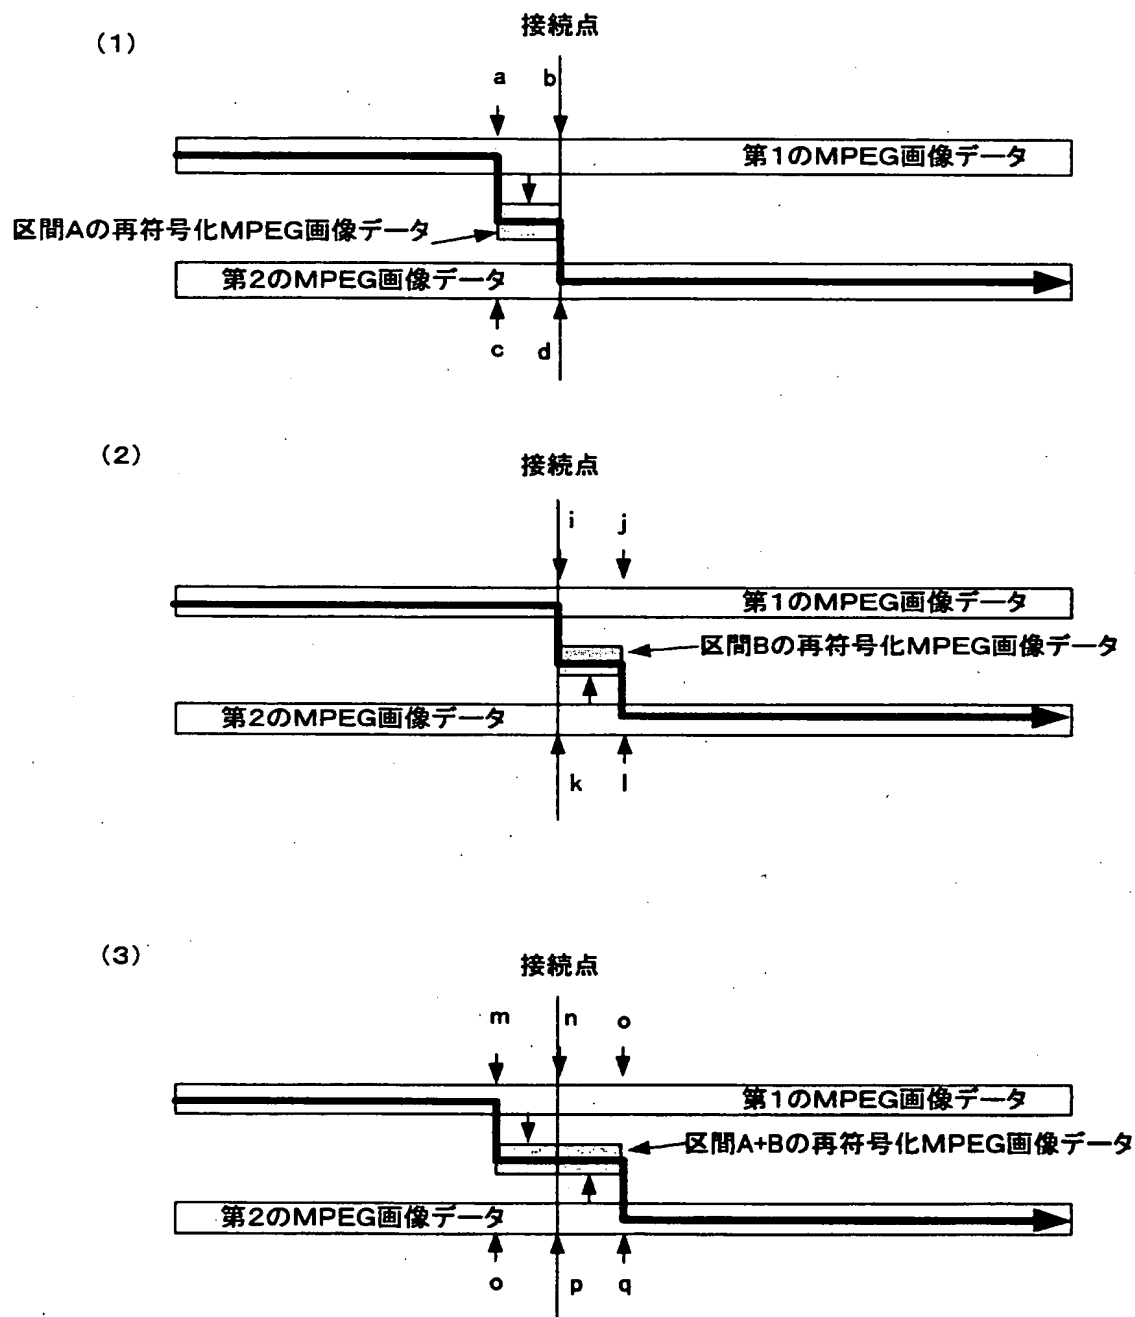 (1)
接続点
a
b
第1のMPEG画像データ
区間Aの再符号化MPEG画像データ
第2のMPEG画像データ
c
d
(2)
接続点
i
j
第1のMPEG画像データ
区間Bの再符号化MPEG画像データ
第2のMPEG画像データ
k
l
(3)
接続点
m
n
o
第1のMPEG画像データ
区間A+Bの再符号化MPEG画像データ
第2のMPEG画像データ
o
p
q